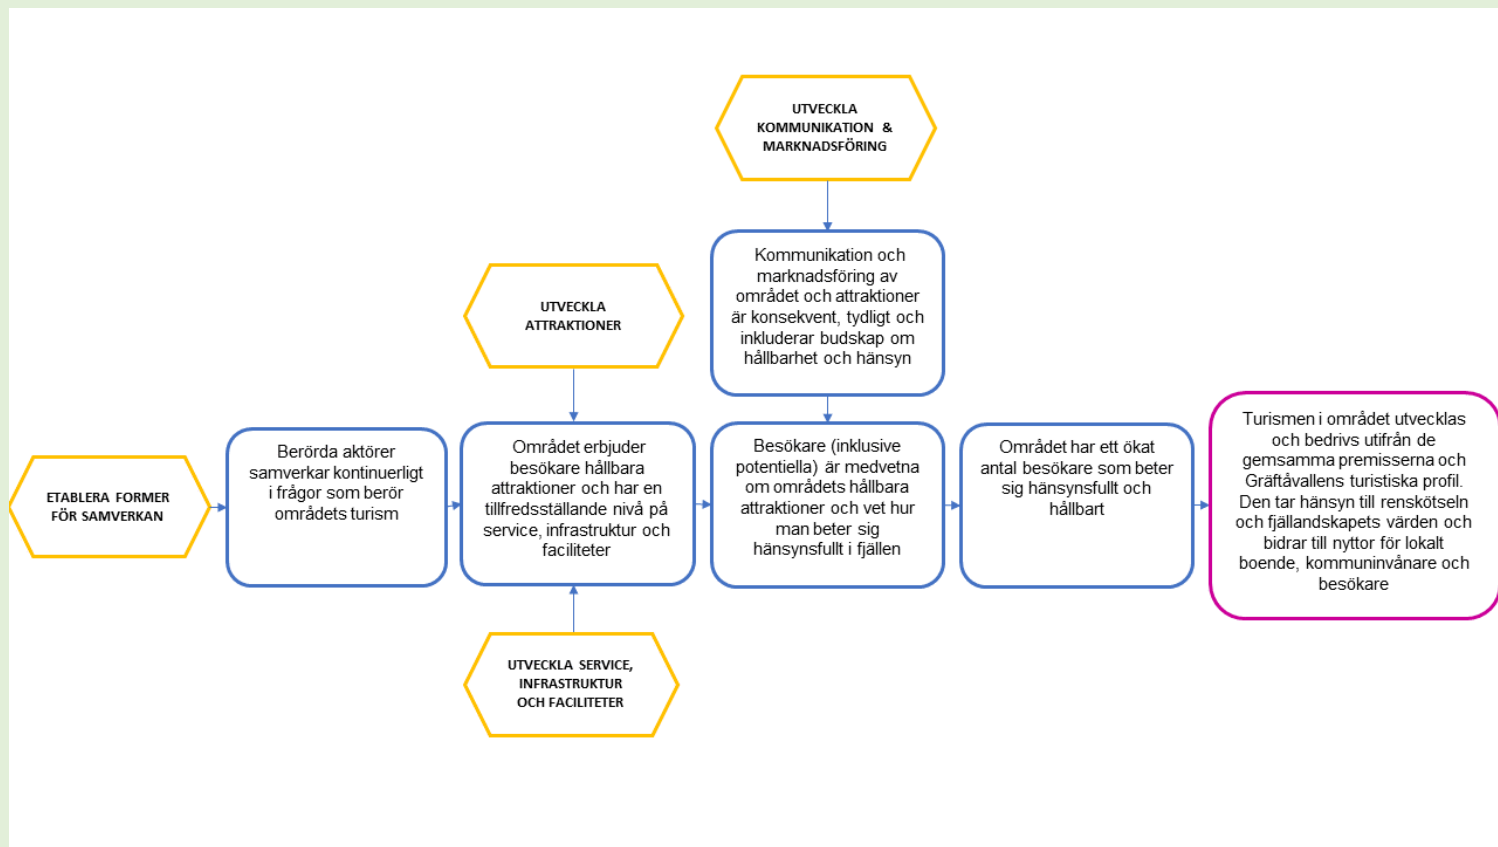 UTVECKLA
KOMMUNIKATION &
MARKNADSFÖRING
Kommunikation och
marknadsföring av
området och attraktioner
är konsekvent, tydligt och
inkluderar budskap om
hållbarhet och hänsyn
UTVECKLA
ATTRAKTIONER
ETABLERA FORMER
FÖR SAMVERKAN
Berörda aktörer
samverkar kontinuerligt
i frågor som berör
områdets turism
Området erbjuder
besökare hållbara
attraktioner och har en
tillfredsställande nivå på
service, infrastruktur och
faciliteter
Besökare (inklusive
potentiella) är medvetna
om områdets hållbara
attraktioner och vet hur
man beter sig
hänsynsfullt i fjällen
Området har ett ökat
antal besökare som beter
sig hänsynsfullt och
hållbart
Turismen i området utvecklas
och bedrivs utifrån de
gemsamma premisserna och
Gräftåvallens turistiska profil.
Den tar hänsyn till renskötseln
och fjällandskapets värden och
bidrar till nyttor för lokalt
boende, kommuninvånare och
besökare
UTVECKLA SERVICE,
INFRASTRUKTUR
OCH FACILITETER